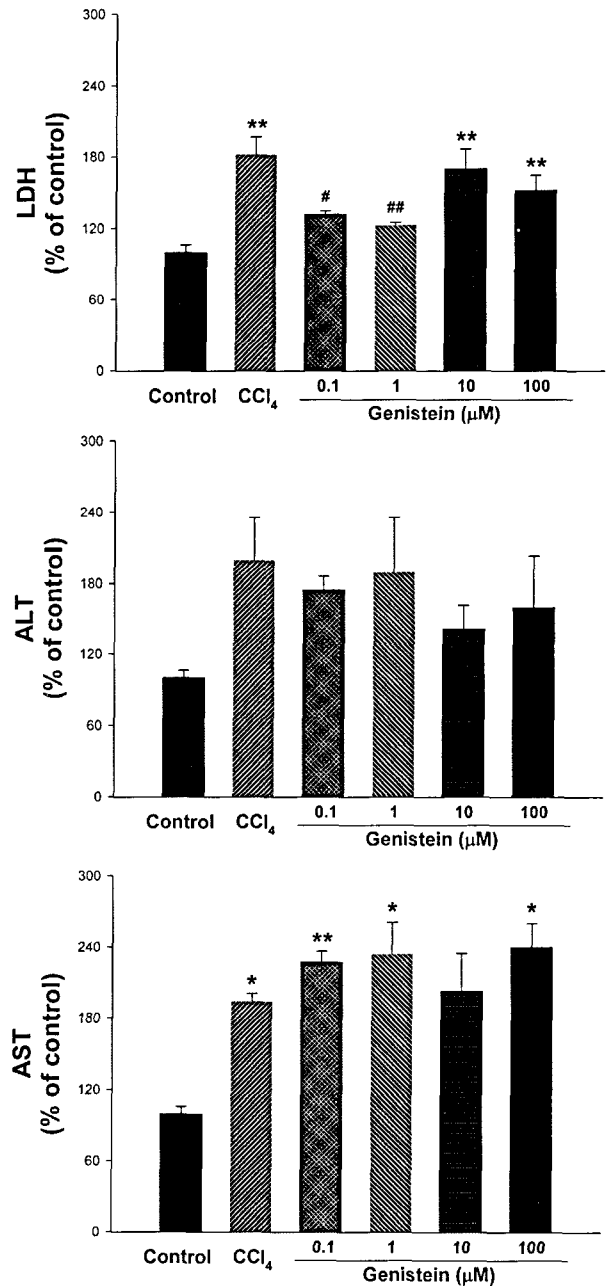 300
240
**
**
**
180
#
##
LDH
(% of control)
120
60
0
0.1 1 10 100
Control CCl4
Genistein (μM)
300
240
180
ALT
(% of control)
120
60
0
0.1 1 10 100
Control CCl4
Genistein (μM)
300
*
*
240
**
*
180
AST
(% of control)
120
60
0
0.1 1 10 100
Control CCl4
Genistein (μM)